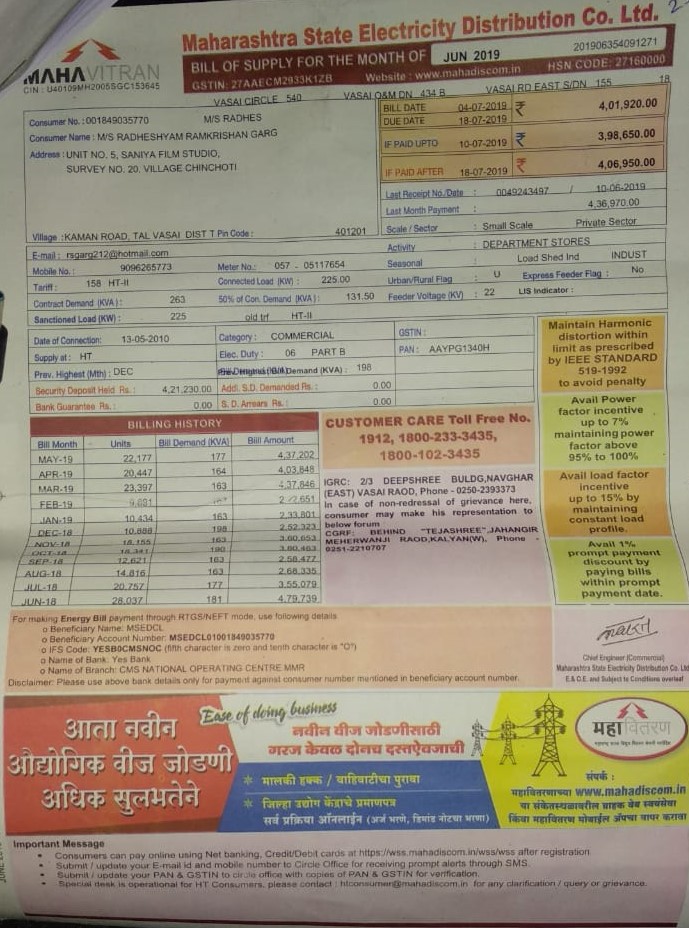 Maharashtra State Electricity Distribution Co. Ltd.
MAHAVITRAN
CIN : U40109MH2005SGC153645
BILL OF SUPPLY FOR THE MONTH OF JUN 2019
201906354091271
GSTIN: 27AAECM2933K1ZB Website : www.mahadiscom.in HSN CODE: 27160000
VASAI CIRCLE 540 VASAI O&M DN 434 B VASAI RD EAST S/DN 155 18
Consumer No. :001849035770 M/S RADHES
Consumer Name : M/S RADHESHYAM RAMKRISHAN GARG
Address : UNIT NO. 5, SANIYA FILM STUDIO,
SURVEY NO. 20, VILLAGE CHINCHOTI
BILL DATE 04-07-2019 ₹ 4,01,920.00
DUE DATE 18-07-2019
IF PAID UPTO 10-07-2019 ₹ 3,98,650.00
IF PAID AFTER 18-07-2019 ₹ 4,06,950.00
Last Receipt No./Date : 0049243497 / 10-06-2019
Last Month Payment : 4,36,970.00
Village :KAMAN ROAD, TAL VASAI DIST T Pin Code : 401201
Scale / Sector : Small Scale Private Sector
E-mail : rsgarg212@hotmail.com
Activity : DEPARTMENT STORES
Mobile No. : 9096265773 Meter No.: 057 - 05117654
Seasonal Load Shed Ind INDUST
Tariff : 158 HT-II Connected Load (KW) : 225.00
Urban/Rural Flag : U Express Feeder Flag : No
Contract Demand (KVA) : 263 50% of Con. Demand (KVA) : 131.50
Feeder Voltage (KV) : 22 LIS Indicator :
Sanctioned Load (KW) : 225 old trf HT-II
Date of Connection: 13-05-2010 Category : COMMERCIAL GSTIN :
Supply at : HT Elec. Duty : 06 PART B PAN : AAYPG1340H
Prev. Highest (Mth) : DEC Demand (KVA) : 198
Security Deposit Held Rs. : 4,21,230.00 Addl. S.D. Demanded Rs. : 0.00
Bank Guarantee Rs. : 0.00 S. D. Arrears Rs. : 0.00
Maintain Harmonic
distortion within
limit as prescribed
by IEEE STANDARD
519-1992
to avoid penalty
Avail Power
factor incentive
up to 7%
maintaining power
factor above
95% to 100%
Avail load factor
incentive
up to 15% by
maintaining
constant load
profile.
Avail 1%
prompt payment
discount by
paying bills
within prompt
payment date.
BILLING HISTORY
Bill Month Units Bill Demand (KVA) Bill Amount
MAY-19 22,177 177 4,37,202
APR-19 20,447 164 4,03,848
MAR-19 23,397 163 4,37,846
FEB-19
JAN-19 10,434 163 2,33,801
DEC-18 10,888 198 2,52,323
NOV-18 18,155 163
OCT-18 190
SEP-18 12,621 163 2,58,477
AUG-18 14,816 163 2,68,335
JUL-18 20,757 177 3,55,079
JUN-18 28,037 181 4,79,739
CUSTOMER CARE Toll Free No.
1912, 1800-233-3435,
1800-102-3435
IGRC: 2/3 DEEPSHREE BULDG,NAVGHAR
(EAST) VASAI RAOD, Phone - 0250-2393373
In case of non-redressal of grievance here,
consumer may make his representation to
below forum
CGRF: BEHIND "TEJASHREE",JAHANGIR
MEHERWANJI RAOD,KALYAN(W), Phone -
0251-2210707
For making Energy Bill payment through RTGS/NEFT mode, use following details
o Beneficiary Name: MSEDCL
o Beneficiary Account Number: MSEDCL01001849035770
o IFS Code: YESB0CMSNOC (fifth character is zero and tenth character is "O")
o Name of Bank: Yes Bank
o Name of Branch: CMS NATIONAL OPERATING CENTRE MMR
Disclaimer: Please use above bank details only for payment against consumer number mentioned in beneficiary account number.
Chief Engineer (Commercial)
Maharashtra State Electricity Distribution Co. Ltd
E.& O.E. and Subject to Conditions overleaf
Ease of doing business
आता नवीन
औद्योगिक वीज जोडणी
अधिक सुलभतेने
नवीन वीज जोडणीसाठी
गरज केवळ दोनच दस्तऐवजाची
मालकी हक्क / वाहिवाटीचा पुरावा
जिल्हा उद्योग केंद्राचे प्रमाणपत्र
सर्व प्रक्रिया ऑनलाईन (अर्ज भरणे, डिमांड नोटचा भरणा)
महावितरण
संपर्क :
महावितरणच्या www.mahadiscom.in
या संकेतस्थळावरील ग्राहक वेब स्वयंसेवा
किंवा महावितरण मोबाईल ॲपचा वापर करावा
Important Message
• Consumers can pay online using Net banking, Credit/Debit cards at https://wss.mahadiscom.in/wss/wss after registration
• Submit / update your E-mail id and mobile number to Circle Office for receiving prompt alerts through SMS.
• Submit / update your PAN & GSTIN to circle office with copies of PAN & GSTIN for verification.
• Special desk is operational for HT Consumers, please contact : htconsumer@mahadiscom.in for any clarification / query or grievance.